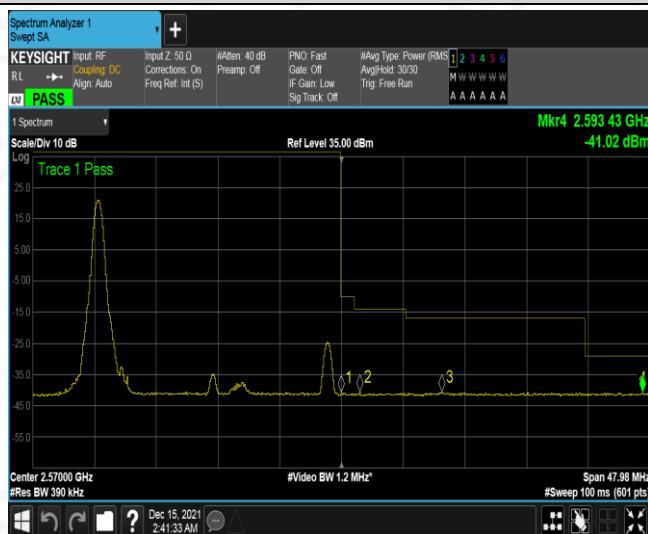 Spectrum Analyzer 1
Swept SA
+
KEYSIGHT Input: RF Input Z: 50 Ω #Atten: 40 dB PNO: Fast #Avg Type: Power (RMS 1 2 3 4 5 6
RL Coupling: DC Corrections: On Preamp: Off Gate: Off Avg|Hold: 30/30 M W W W W W
Align: Auto Freq Ref: Int (S) IF Gain: Low Trig: Free Run
Sig Track: Off A A A A A A
LXI PASS
1 Spectrum Mkr4 2.593 43 GHz
Scale/Div 10 dB Ref Level 35.00 dBm -41.02 dBm
Log
Trace 1 Pass
25.0
15.0
5.00
-5.00
-15.0
-25.0
-35.0
1 2 3 4
-45.0
-55.0
Center 2.57000 GHz #Video BW 1.2 MHz* Span 47.98 MHz
#Res BW 390 kHz #Sweep 100 ms (601 pts)
? Dec 15, 2021
2:41:33 AM